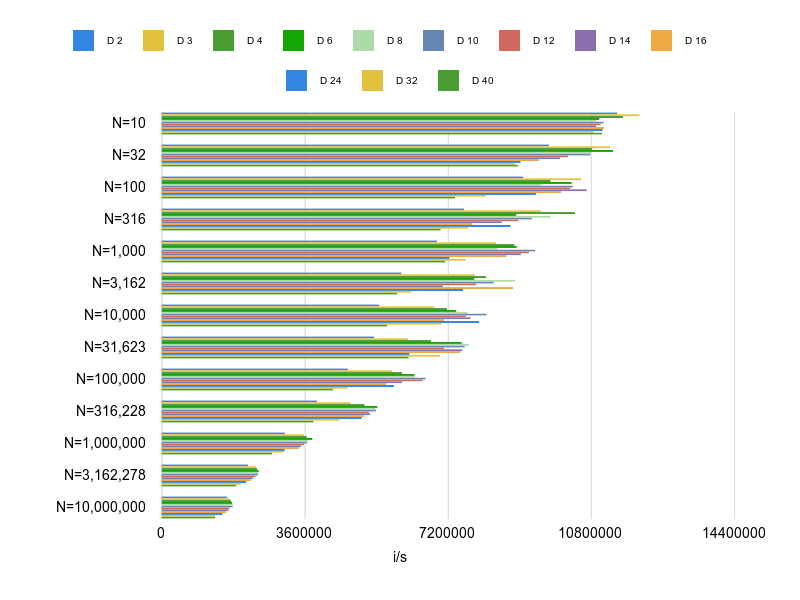 D 2 D 3 D 4 D 6 D 8 D 10 D 12 D 14 D 16
D 24 D 32 D 40
N=10
N=32
N=100
N=316
N=1,000
N=3,162
N=10,000
N=31,623
N=100,000
N=316,228
N=1,000,000
N=3,162,278
N=10,000,000
0 3600000 7200000 10800000 14400000
i/s